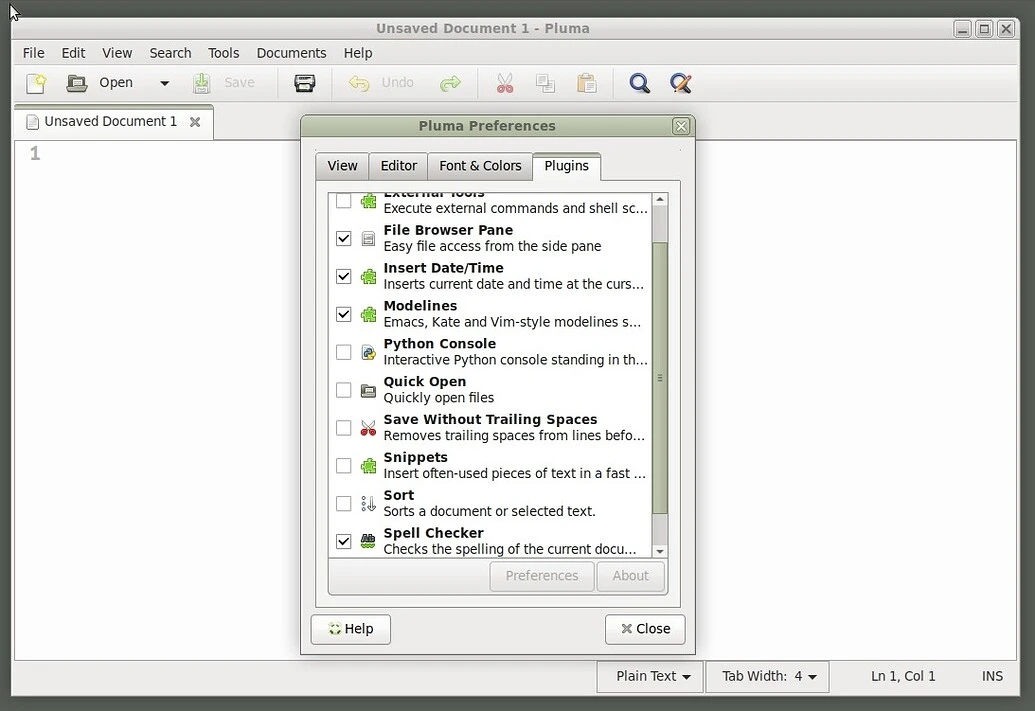 Unsaved Document 1 - Pluma
File Edit View Search Tools Documents Help
Open Save Undo
Unsaved Document 1
1
Pluma Preferences
View Editor Font & Colors Plugins
External Tools
Execute external commands and shell sc...
File Browser Pane
Easy file access from the side pane
Insert Date/Time
Inserts current date and time at the curs...
Modelines
Emacs, Kate and Vim-style modelines s...
Python Console
Interactive Python console standing in th...
Quick Open
Quickly open files
Save Without Trailing Spaces
Removes trailing spaces from lines befo...
Snippets
Insert often-used pieces of text in a fast ...
Sort
Sorts a document or selected text.
Spell Checker
Checks the spelling of the current docu...
Preferences About
Help Close
Plain Text Tab Width: 4 Ln 1, Col 1 INS